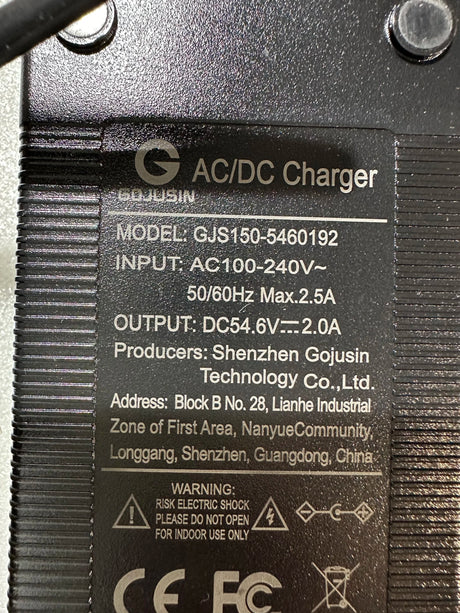 G
GOJUSIN
AC/DC Charger
MODEL: GJS150-5460192
INPUT: AC100-240V~
50/60Hz Max.2.5A
OUTPUT: DC54.6V⎓2.0A
Producers: Shenzhen Gojusin
Technology Co.,Ltd.
Address: Block B No. 28, Lianhe Industrial
Zone of First Area, NanyueCommunity,
Longgang, Shenzhen, Guangdong, China
WARNING:
RISK ELECTRIC SHOCK
PLEASE DO NOT OPEN
FOR INDOOR USE ONLY
CE FC